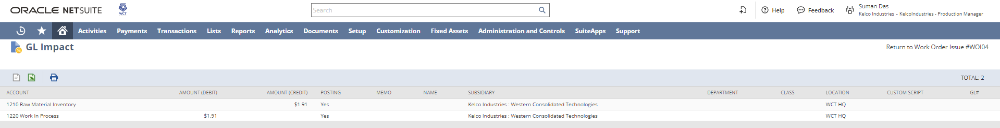 ORACLE NETSUITE
WCT
Search
Help
Feedback
Suman Das
Kelco Industries - KelcoIndustries - Production Manager
Activities Payments Transactions Lists Reports Analytics Documents Setup Customization Fixed Assets Administration and Controls SuiteApps Support
GL Impact
Return to Work Order Issue #WOI04
TOTAL: 2
ACCOUNT AMOUNT (DEBIT) AMOUNT (CREDIT) POSTING MEMO NAME SUBSIDIARY DEPARTMENT CLASS LOCATION CUSTOM SCRIPT GL#
1210 Raw Material Inventory $1.91 Yes Kelco Industries : Western Consolidated Technologies WCT HQ
1220 Work In Process $1.91 Yes Kelco Industries : Western Consolidated Technologies WCT HQ